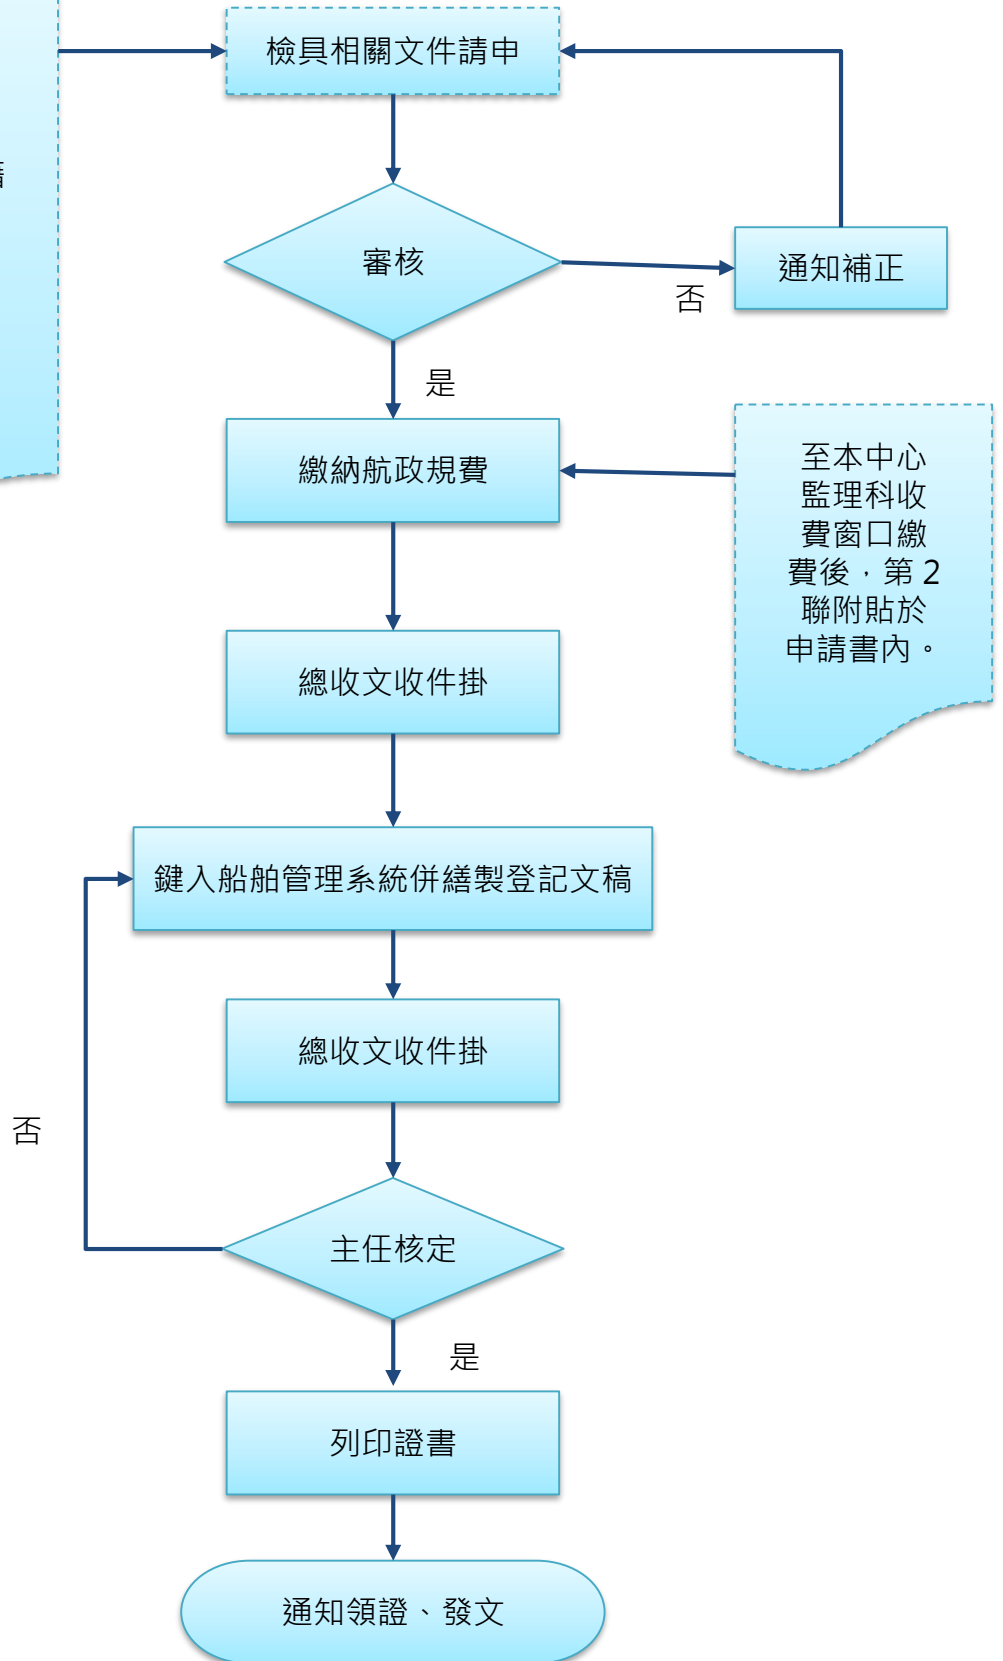 檢具相關文件請申
審核
否
通知補正
是
繳納航政規費
至本中心
監理科收
費窗口繳
費後，第2
聯附貼於
申請書內。
總收文收件掛
鍵入船舶管理系統併繕製登記文稿
總收文收件掛
否
主任核定
是
列印證書
通知領證、發文